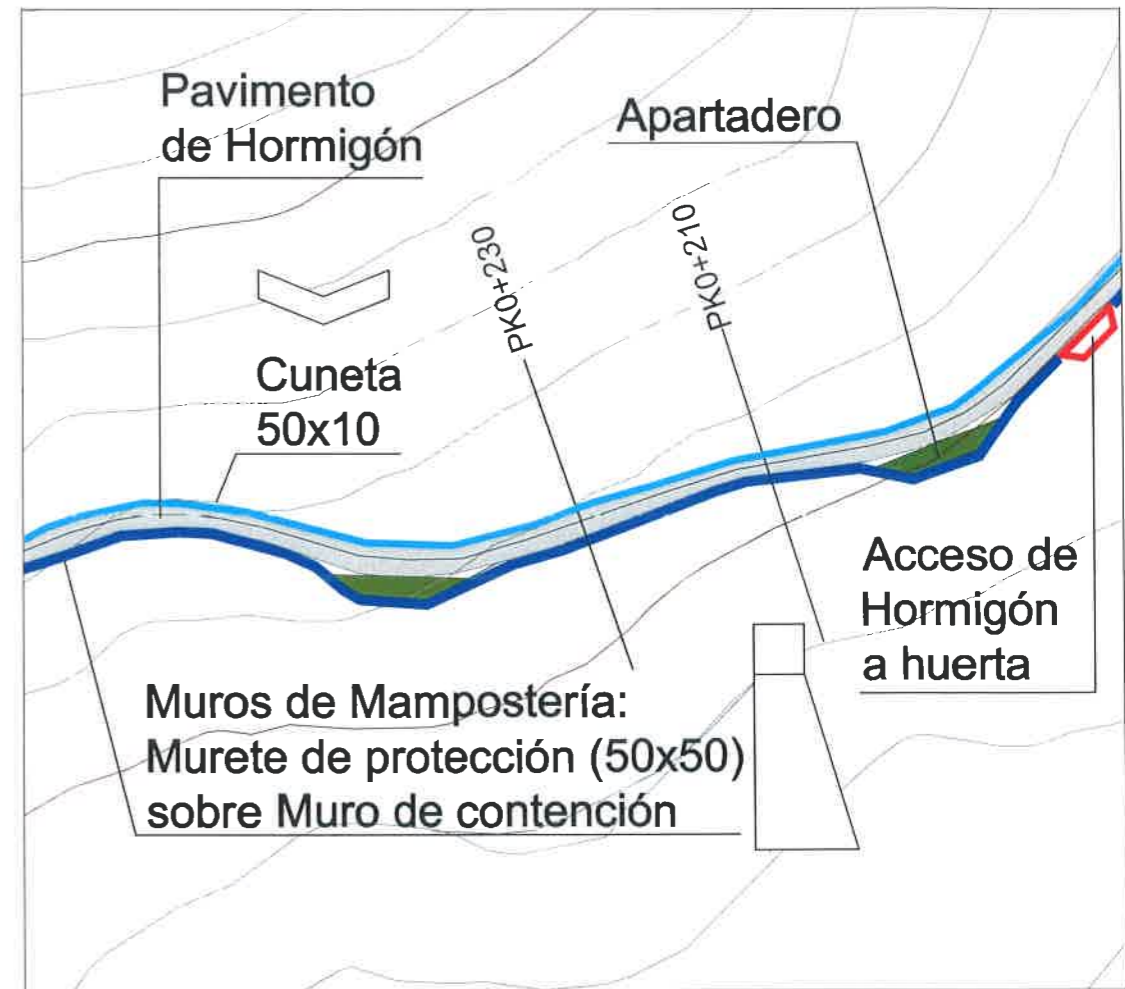 Pavimento
de Hormigón
Apartadero
PK0+230
PK0+210
Cuneta
50x10
Acceso de
Hormigón
a huerta
Muros de Mampostería:
Murete de protección (50x50)
sobre Muro de contención